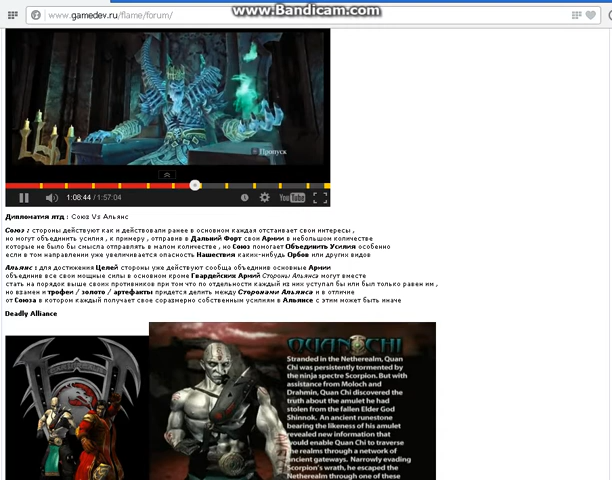 www.Bandicam.com
www.gamedev.ru/flame/forum/
Пропуск
1:08:44 / 1:57:04
YouTube
Дипломатия лтд : Союз Vs Альянс
Союз : стороны действуют как и действовали ранее в основном каждая отстаивает свои интересы ,
но могут объединить усилия , к примеру , отправив в Дальний Форт свои Армии в небольшом количестве
которые не было бы смысла отправлять в малом количестве , но Союз помогает Объединить Усилия особенно
если в том направлении уже увеличивается опасность Нашествия каких-нибудь Орков или других видов
Альянс : для достижения Целей стороны уже действуют сообща объединив основные Армии
объединив все свои мощные силы в основном кроме Гвардейских Армий Стороны Альянса могут вместе
стать на порядок выше своих противников при том что по отдельности каждый из них уступал бы или был только равен им ,
но взамен и трофеи / золото / артефакты придется делить между Сторонами Альянса и в отличие
от Союза в котором каждый получает свое соразмерно собственным усилиям в Альянсе с этим может быть иначе
Deadly Alliance
QUAN CHI
Stranded in the Netherealm, Quan
Chi was persistently tormented by
the ninja spectre Scorpion. But with
assistance from Moloch and
Drahmin, Quan Chi discovered the
truth about the amulet he had
stolen from the fallen Elder God
Shinnok. An ancient runestone
bearing the likeness of his amulet
revealed new information that
would enable Quan Chi to traverse
the realms through a network of
ancient gateways. Narrowly evading
Scorpion's wrath, he escaped the
Netherealm through one of these